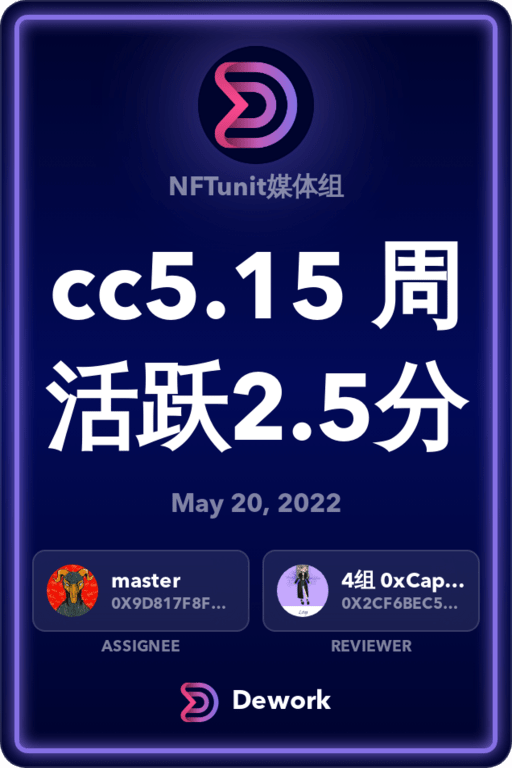 NFTunit媒体组
cc5.15 周
活跃2.5分
May 20, 2022
master
0X9D817F8F...
4组 0xCap...
0X2CF6BEC5...
ASSIGNEE
REVIEWER
Dework